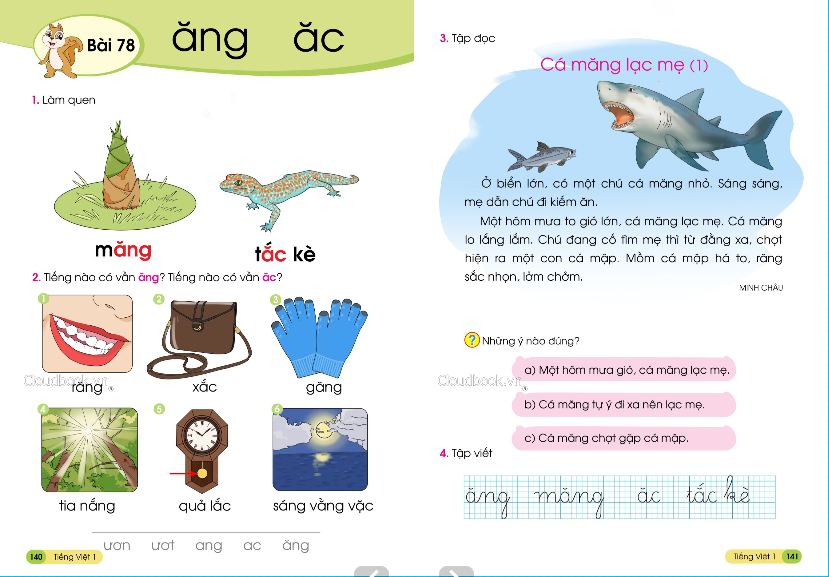 Bài 78
ăng ăc
1. Làm quen
măng
tắc kè
2. Tiếng nào có vần ăng? Tiếng nào có vần ăc?
1
2
3
Cloudbook.vn
răng
xắc
găng
4
5
6
tia nắng
quả lắc
sáng vằng vặc
ươn ươt ang ac ăng
140 Tiếng Việt 1
3. Tập đọc
Cá măng lạc mẹ (1)
Ở biển lớn, có một chú cá măng nhỏ. Sáng sáng,
mẹ dẫn chú đi kiếm ăn.
Một hôm mưa to gió lớn, cá măng lạc mẹ. Cá măng
lo lắng lắm. Chú đang cố tìm mẹ thì từ đằng xa, chợt
hiện ra một con cá mập. Mồm cá mập há to, răng
sắc nhọn, lởm chởm.
MINH CHÂU
? Những ý nào đúng?
a) Một hôm mưa gió, cá măng lạc mẹ.
Cloudbook.vn
b) Cá măng tự ý đi xa nên lạc mẹ.
c) Cá măng chợt gặp cá mập.
4. Tập viết
ăng măng ăc tắc kè
Tiếng Việt 1 141